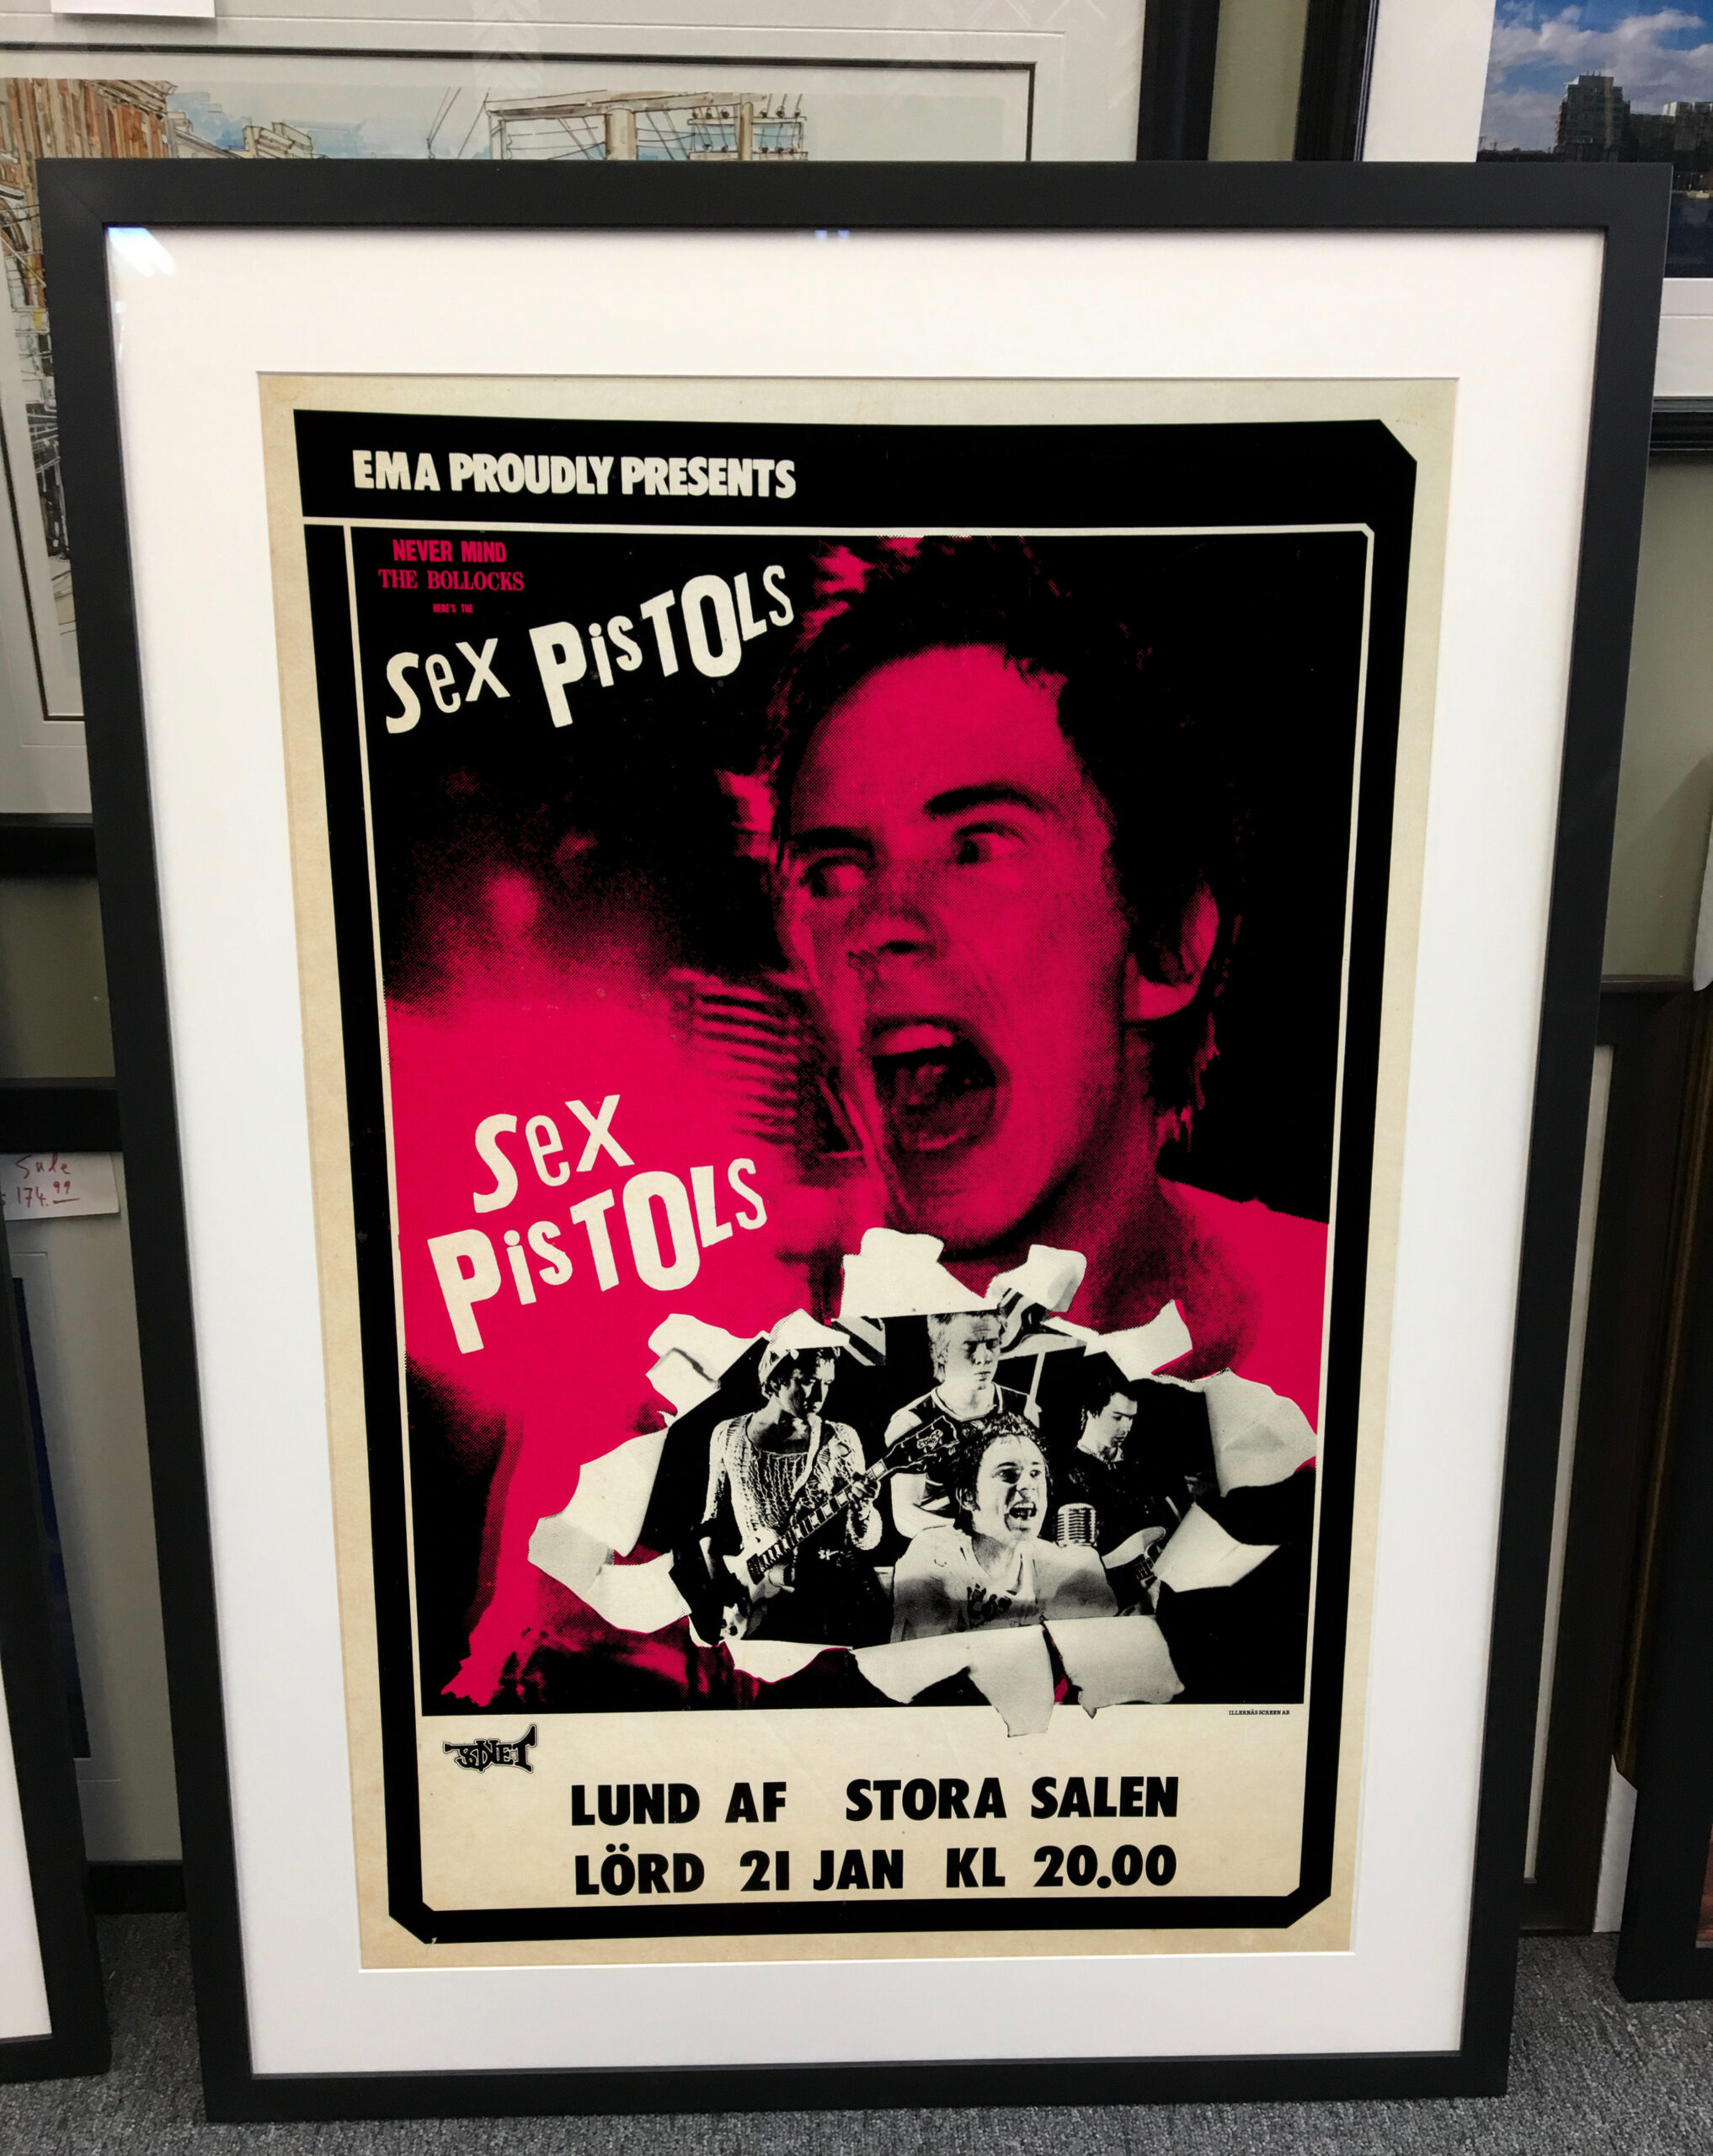 EMA PROUDLY PRESENTS
NEVER MIND
THE BOLLOCKS
HERE'S THE
Sex PisTOLS
Sex
PisTOLS
ILLERNÄS SCREEN AB
SONET
LUND AF STORA SALEN
LÖRD 21 JAN KL 20.00
Sale
174.99